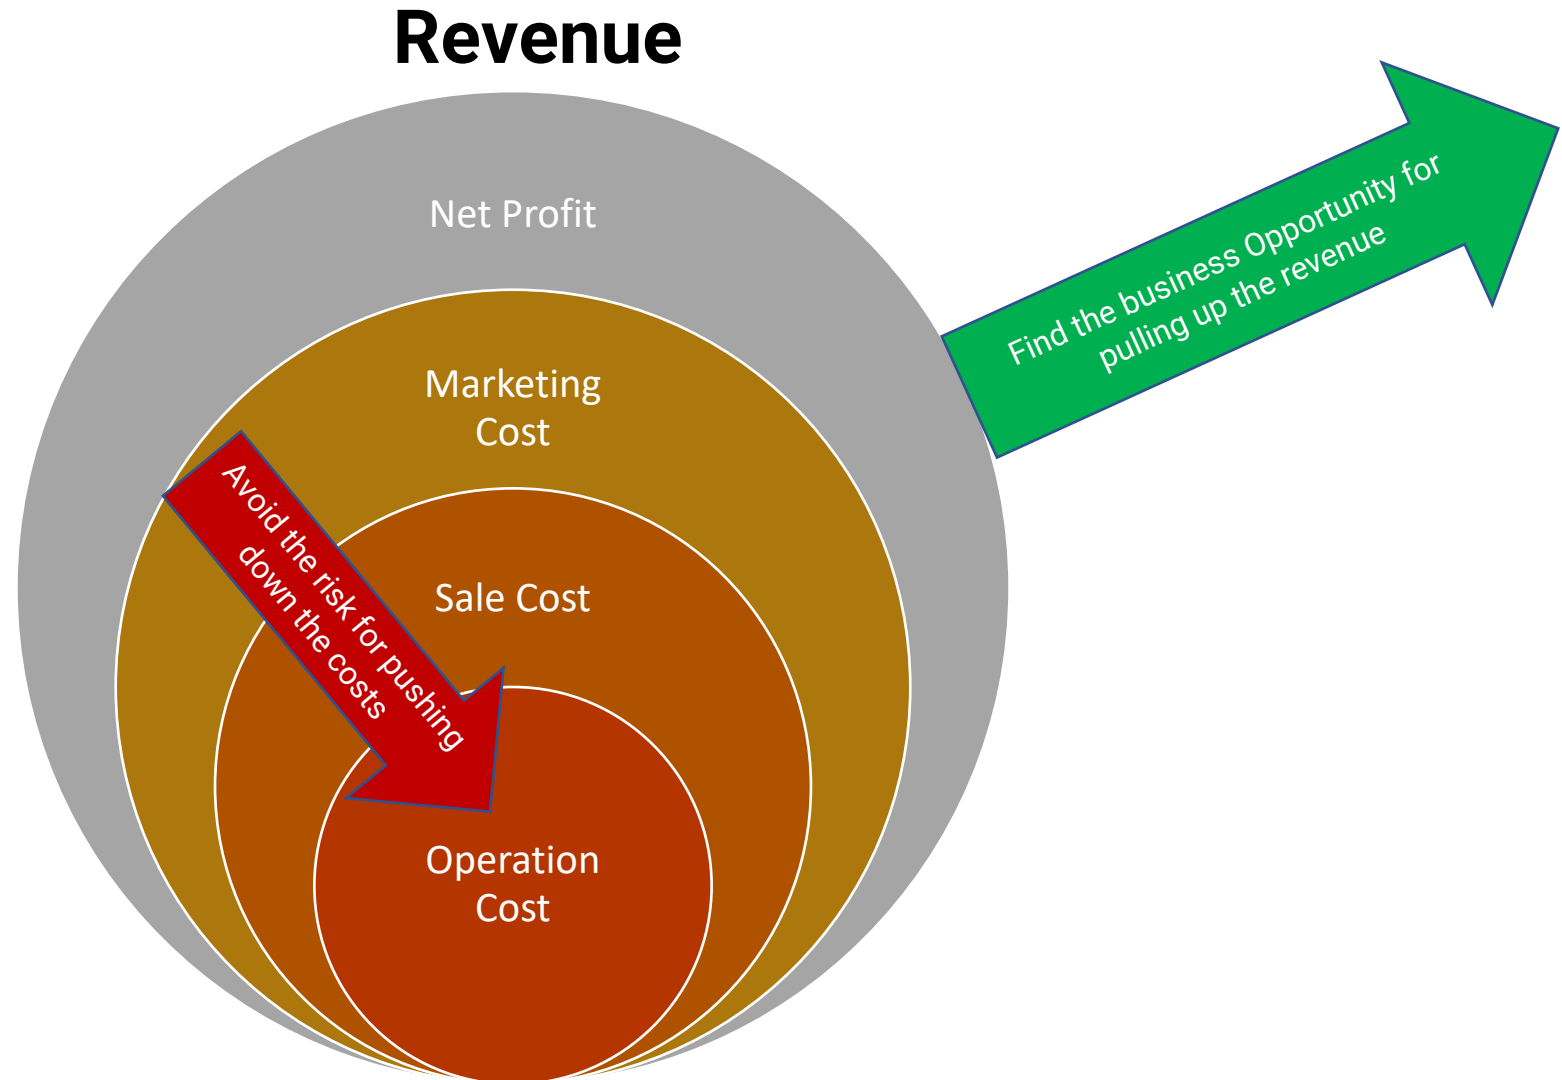 Revenue
Net Profit
Marketing
Cost
Sale Cost
Operation
Cost
Avoid the risk for pushing
down the costs
Find the business Opportunity for
pulling up the revenue